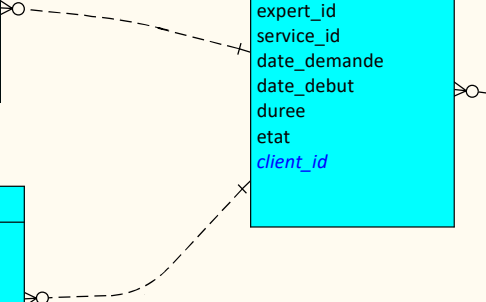 expert_id
service_id
date_demande
date_debut
duree
etat
client_id